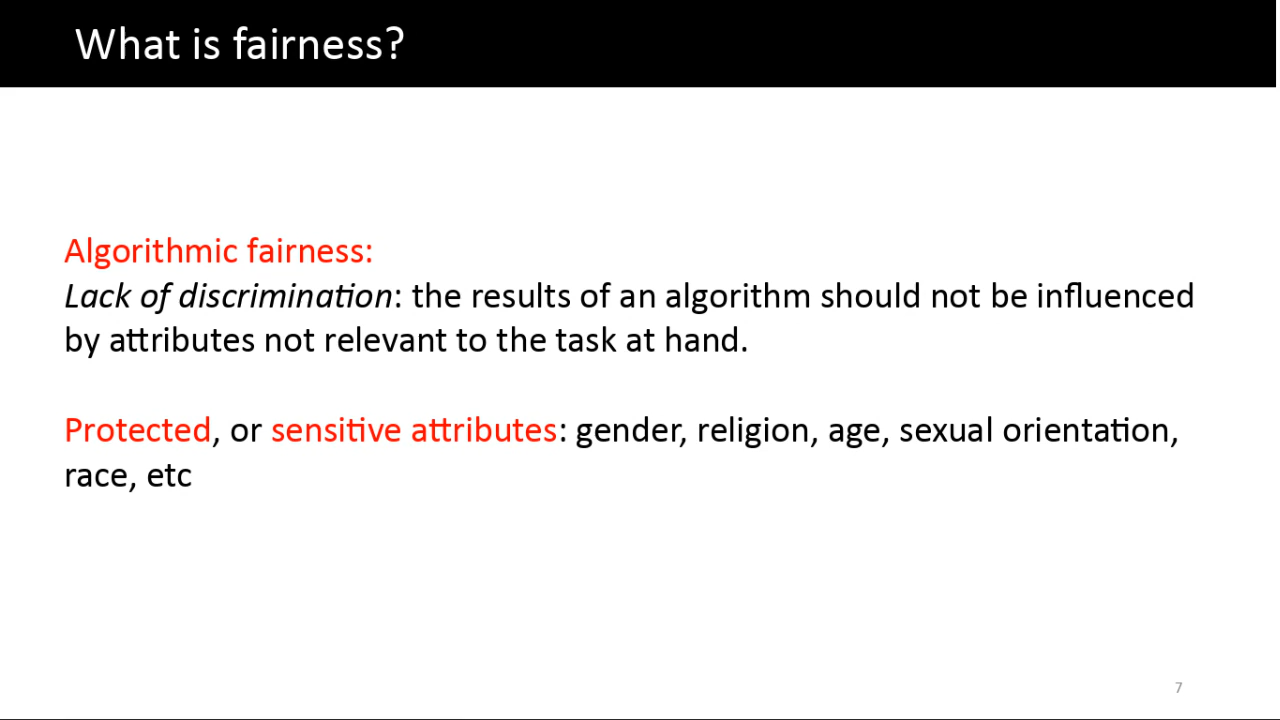 What is fairness?
Algorithmic fairness:
Lack of discrimination: the results of an algorithm should not be influenced
by attributes not relevant to the task at hand.
Protected, or sensitive attributes: gender, religion, age, sexual orientation,
race, etc
7